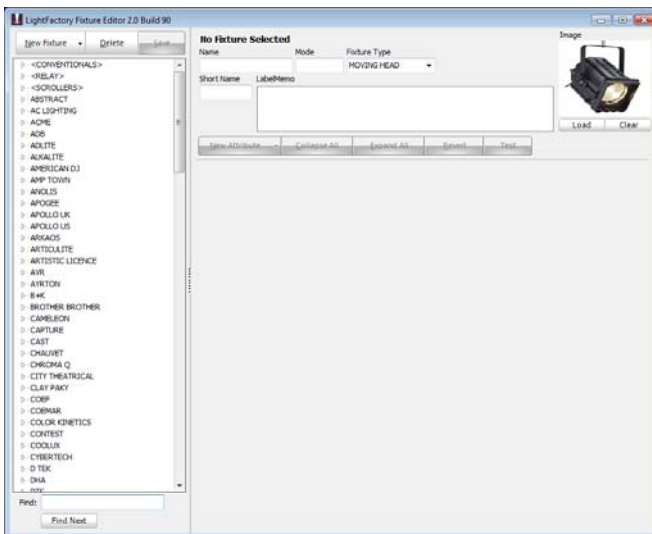 LightFactory Fixture Editor 2.0 Build 90
New Fixture Delete Save
No Fixture Selected
Name Mode Fixture Type
MOVING HEAD
Short Name LabelMemo
Image
Load Clear
New Attribute Collapse All Expand All Revert Test
<CONVENTIONALS>
<RELAY>
<SCROLLERS>
ABSTRACT
AC LIGHTING
ACME
ADB
ADLITE
ALKALITE
AMERICAN DJ
AMP TOWN
ANOLIS
APOGEE
APOLLO UK
APOLLO US
ARKAOS
ARTICULITE
ARTISTIC LICENCE
AVR
AYRTON
B+K
BROTHER BROTHER
CAMELEON
CAPTURE
CAST
CHAUVET
CHROMA Q
CITY THEATRICAL
CLAY PAKY
COEF
COEMAR
COLOR KINETICS
CONTEST
COOLUX
CYBERTECH
D TEK
DHA
Find:
Find Next